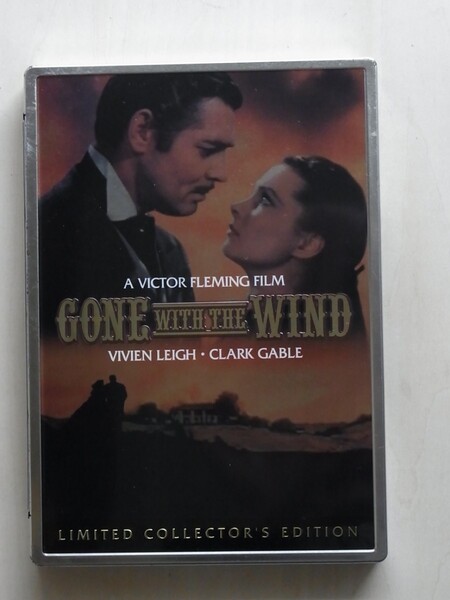 A VICTOR FLEMING FILM
GONE WITH THE WIND
VIVIEN LEIGH • CLARK GABLE
LIMITED COLLECTOR'S EDITION